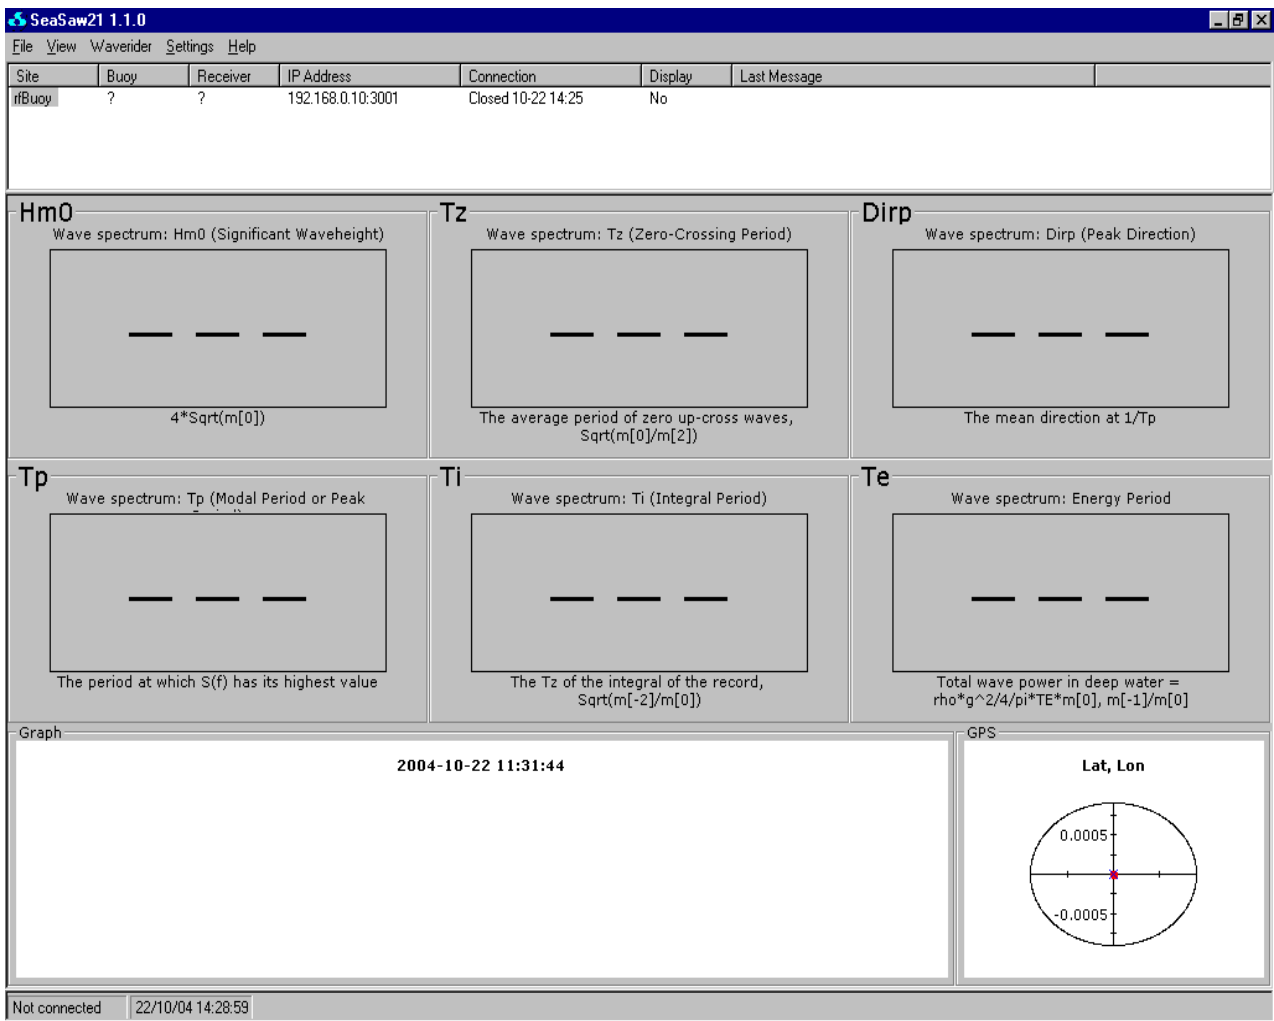 SeaSaw21 1.1.0
File View Waverider Settings Help
Site Buoy Receiver IP Address Connection Display Last Message
rfBuoy ? ? 192.168.0.10:3001 Closed 10-22 14:25 No
Hm0 Tz Dirp
Wave spectrum: Hm0 (Significant Waveheight) Wave spectrum: Tz (Zero-Crossing Period) Wave spectrum: Dirp (Peak Direction)
4*Sqrt(m[0]) The average period of zero up-cross waves, The mean direction at 1/Tp
Sqrt(m[0]/m[2])
Tp Ti Te
Wave spectrum: Tp (Modal Period or Peak Wave spectrum: Ti (Integral Period) Wave spectrum: Energy Period
The period at which S(f) has its highest value The Tz of the integral of the record, Total wave power in deep water =
Sqrt(m[-2]/m[0]) rho*g^2/4/pi*TE*m[0], m[-1]/m[0]
Graph GPS
2004-10-22 11:31:44 Lat, Lon
0.0005
-0.0005
Not connected 22/10/04 14:28:59